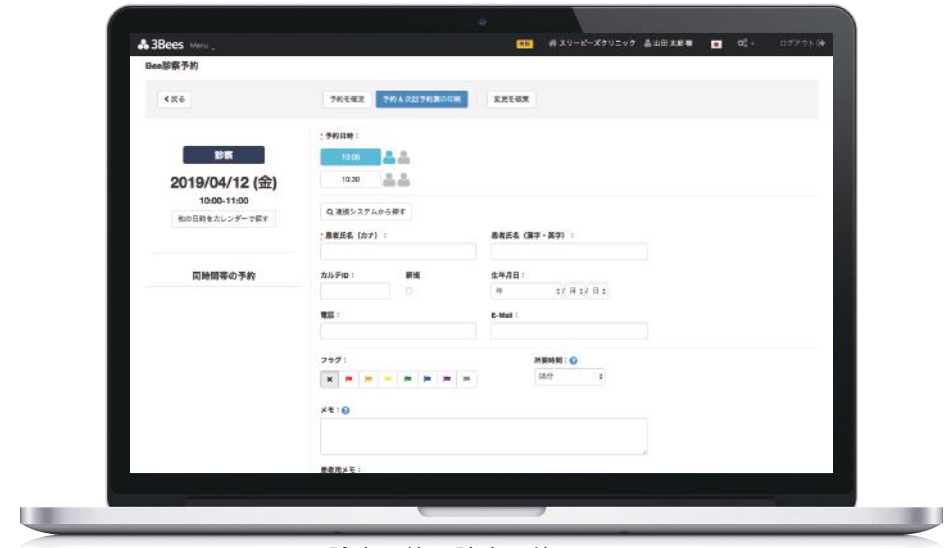 3Bees Menu
スリービーズクリニック 山田 太郎 様 ログアウト
Bee診察予約
戻る 予約を確定 予約 & 次回予約票の印刷 変更を破棄
予約日時：
10:00
10:30
診察
2019/04/12 (金)
10:00-11:00
他の日時をカレンダーで探す
同時間帯の予約
連携システムから探す
患者氏名（カナ）： 患者氏名（漢字・英字）：
カルテID： 新規 生年月日：
年 / 月 / 日
電話： E-Mail：
フラグ： 所要時間：
05分
メモ：
患者用メモ：